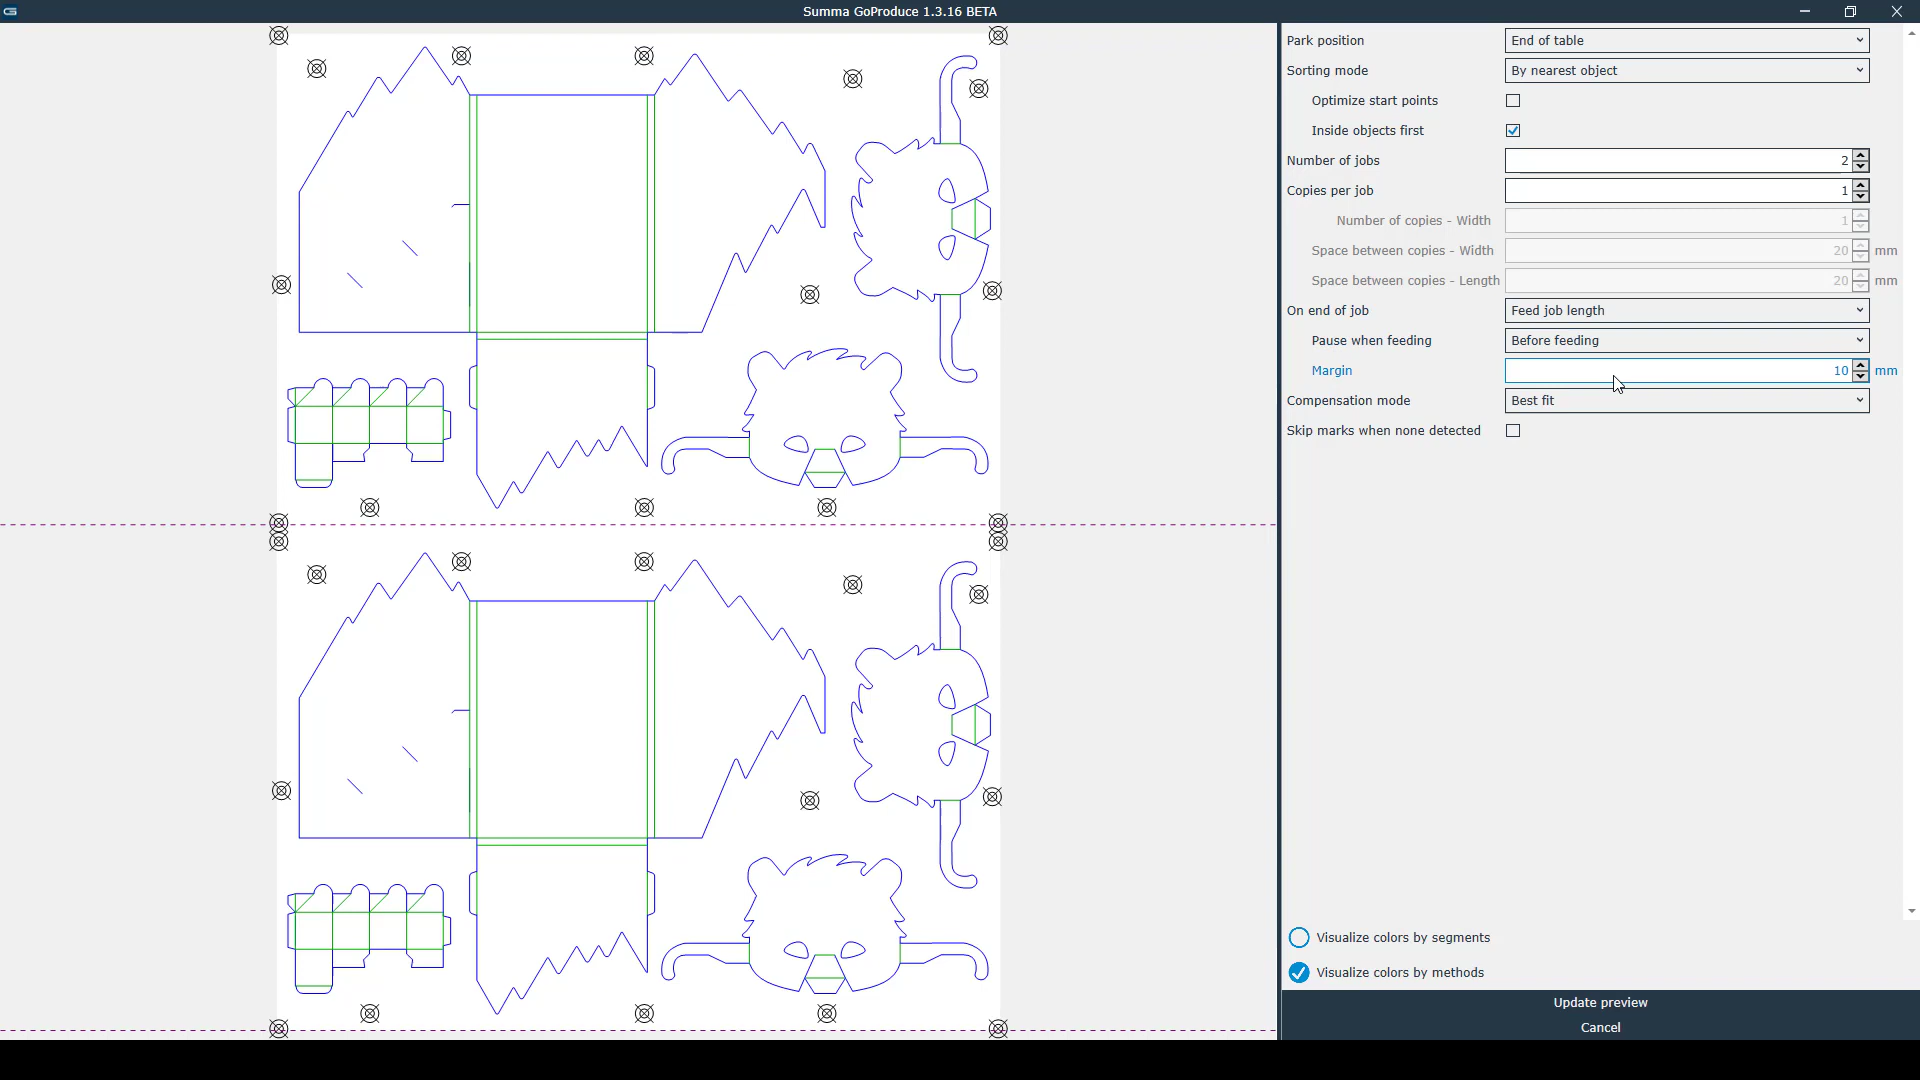 Summa GoProduce 1.3.16 BETA
Park position End of table
Sorting mode By nearest object
Optimize start points
Inside objects first
Number of jobs 2
Copies per job 1
Number of copies - Width 1
Space between copies - Width 20 mm
Space between copies - Length 20 mm
On end of job Feed job length
Pause when feeding Before feeding
Margin 10 mm
Compensation mode Best fit
Skip marks when none detected
Visualize colors by segments
Visualize colors by methods
Update preview
Cancel